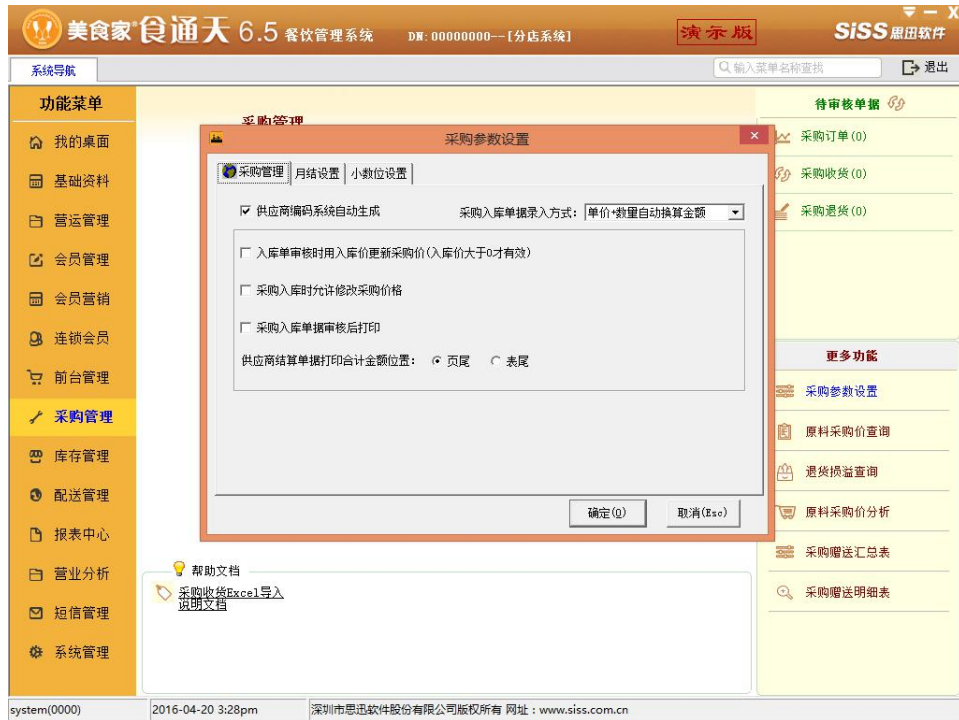 美食家 食通天 6.5 餐饮管理系统 DN:00000000--[分店系统] 演示版 SiSS 思迅软件
系统导航 输入菜单名称查找 退出
功能菜单
我的桌面
基础资料
营运管理
会员管理
会员营销
连锁会员
前台管理
采购管理
库存管理
配送管理
报表中心
营业分析
短信管理
系统管理
采购管理
采购参数设置
采购管理 月结设置 小数位设置
供应商编码系统自动生成 采购入库单据录入方式: 单价+数量自动换算金额
入库单审核时用入库价更新采购价(入库价大于0才有效)
采购入库时允许修改采购价格
采购入库单据审核后打印
供应商结算单据打印合计金额位置: 页尾 表尾
确定(O) 取消(Esc)
帮助文档
采购收货Excel导入
说明文档
待审核单据
采购订单(0)
采购收货(0)
采购退货(0)
更多功能
采购参数设置
原料采购价查询
退货损溢查询
原料采购价分析
采购赠送汇总表
采购赠送明细表
system(0000) 2016-04-20 3:28pm 深圳市思迅软件股份有限公司版权所有 网址：www.siss.com.cn